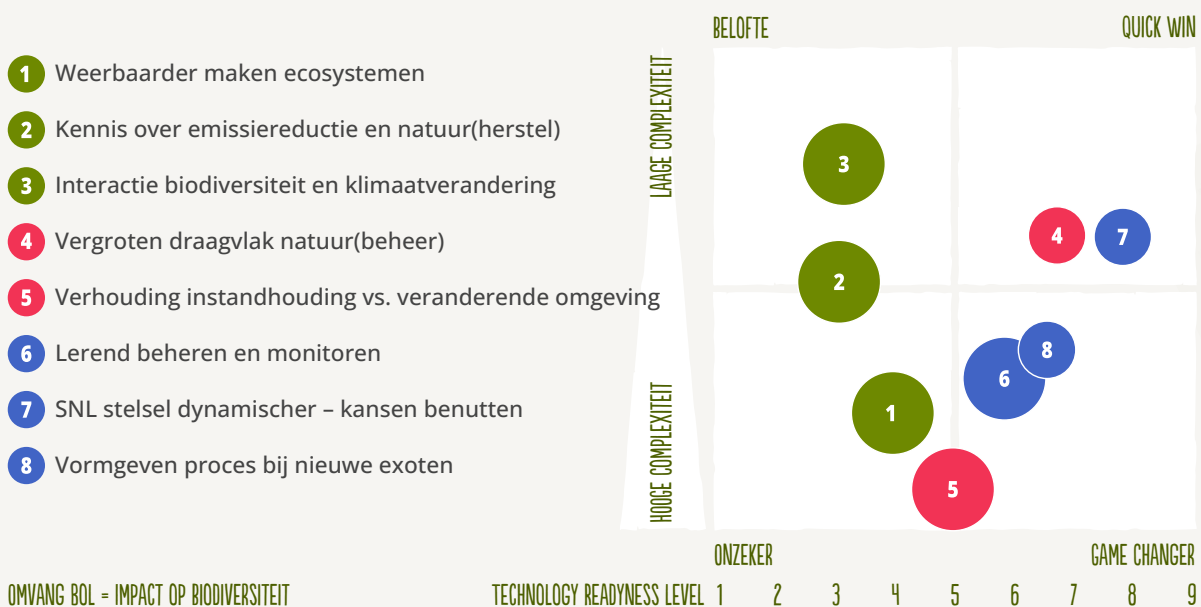 BELOFTE
QUICK WIN
1 Weerbaarder maken ecosystemen
2 Kennis over emissiereductie en natuur(herstel)
3 Interactie biodiversiteit en klimaatverandering
4 Vergroten draagvlak natuur(beheer)
5 Verhouding instandhouding vs. veranderende omgeving
6 Lerend beheren en monitoren
7 SNL stelsel dynamischer – kansen benutten
8 Vormgeven proces bij nieuwe exoten
LAAGE COMPLEXITEIT
HOOGE COMPLEXITEIT
3
4
7
2
8
6
1
5
ONZEKER
GAME CHANGER
OMVANG BOL = IMPACT OP BIODIVERSITEIT
TECHNOLOGY READYNESS LEVEL 1 2 3 4 5 6 7 8 9